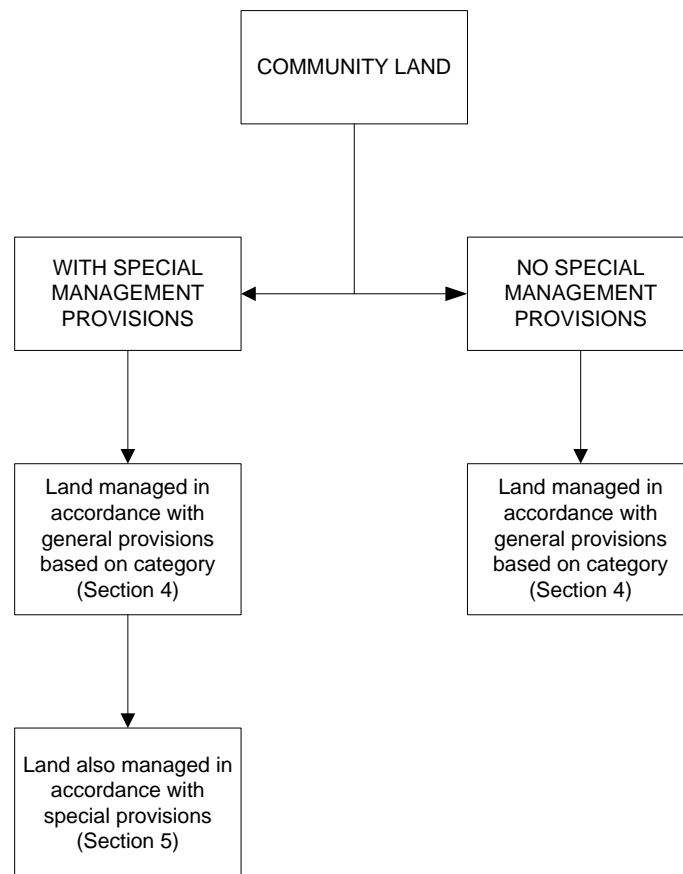 COMMUNITY LAND
WITH SPECIAL
MANAGEMENT
PROVISIONS
NO SPECIAL
MANAGEMENT
PROVISIONS
Land managed in
accordance with
general provisions
based on category
(Section 4)
Land managed in
accordance with
general provisions
based on category
(Section 4)
Land also managed in
accordance with
special provisions
(Section 5)